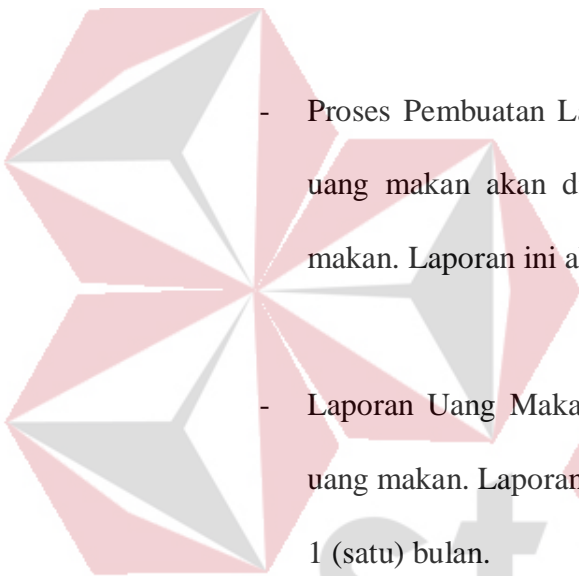 - Proses Pembuatan La
uang makan akan d
makan. Laporan ini a
- Laporan Uang Maka
uang makan. Laporan
1 (satu) bulan.